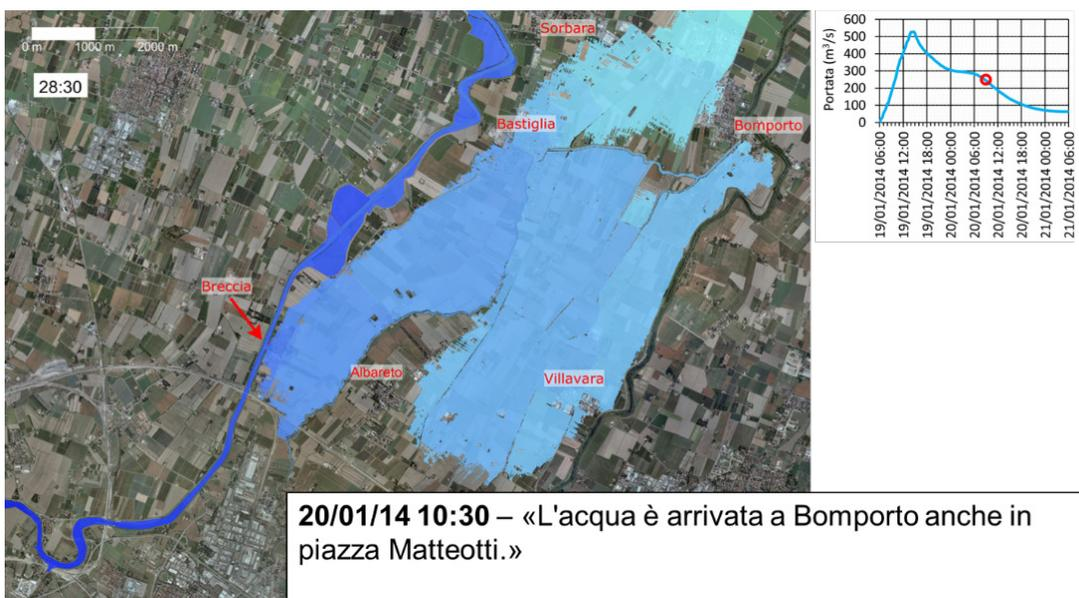 0 m 1000 m 2000 m
28:30
Sorbara
Bastiglia
Bomporto
Breccia
Albareto
Villavara
Portata (m³/s)
600
500
400
300
200
100
0
19/01/2014 06:00
19/01/2014 12:00
19/01/2014 18:00
20/01/2014 00:00
20/01/2014 06:00
20/01/2014 12:00
20/01/2014 18:00
21/01/2014 00:00
21/01/2014 06:00
20/01/14 10:30 – «L'acqua è arrivata a Bomporto anche in
piazza Matteotti.»